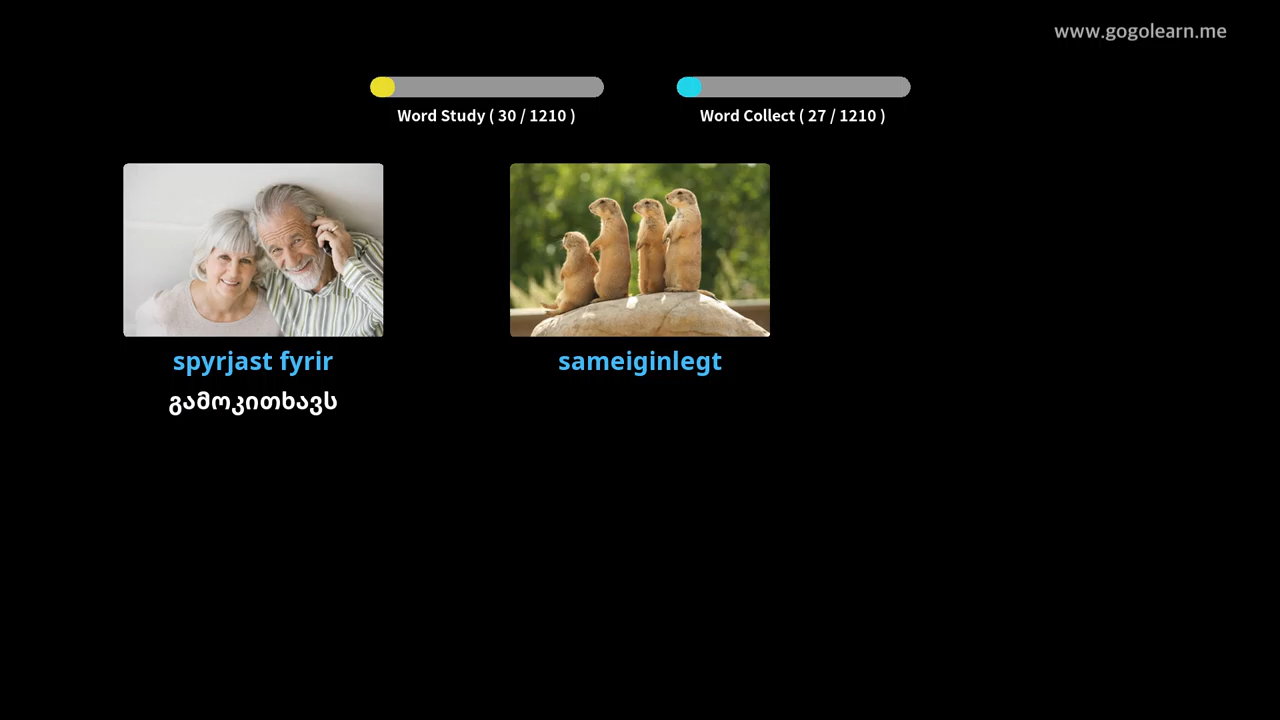 www.gogolearn.me
Word Study ( 30 / 1210 )
Word Collect ( 27 / 1210 )
spyrjast fyrir
გამოკითხავს
sameiginlegt